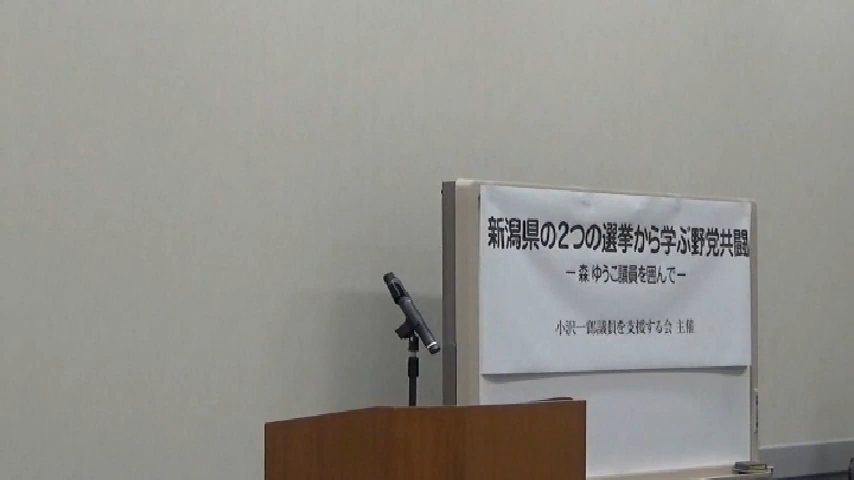 新潟県の2つの選挙から学ぶ野党共闘
－森ゆうこ議員を囲んで－
小沢一郎議員を支援する会 主催